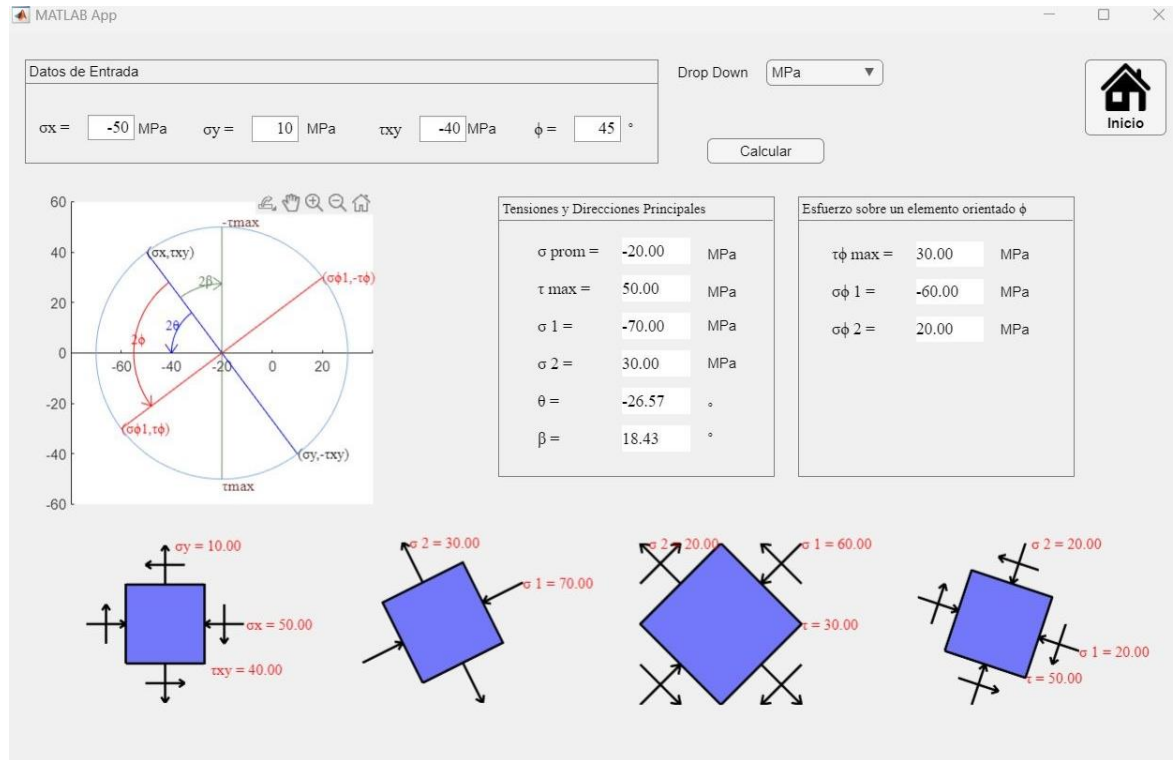 MATLAB App
Datos de Entrada
Drop Down MPa
Inicio
σx = -50 MPa σy = 10 MPa τxy -40 MPa ϕ = 45 °
Calcular
60
40
20
0
-20
-40
-60
-60 -40 -20 0 20
-τmax
(σx,τxy)
2β
(σϕ1,-τϕ)
2θ
2ϕ
(σϕ1,τϕ)
(σy,-τxy)
τmax
Tensiones y Direcciones Principales
σ prom = -20.00 MPa
τ max = 50.00 MPa
σ 1 = -70.00 MPa
σ 2 = 30.00 MPa
θ = -26.57 °
β = 18.43 °
Esfuerzo sobre un elemento orientado ϕ
τϕ max = 30.00 MPa
σϕ 1 = -60.00 MPa
σϕ 2 = 20.00 MPa
σy = 10.00
σx = 50.00
τxy = 40.00
σ 2 = 30.00
σ 1 = 70.00
σ 2 = 20.00
σ 1 = 60.00
τ = 30.00
σ 2 = 20.00
σ 1 = 20.00
τ = 50.00